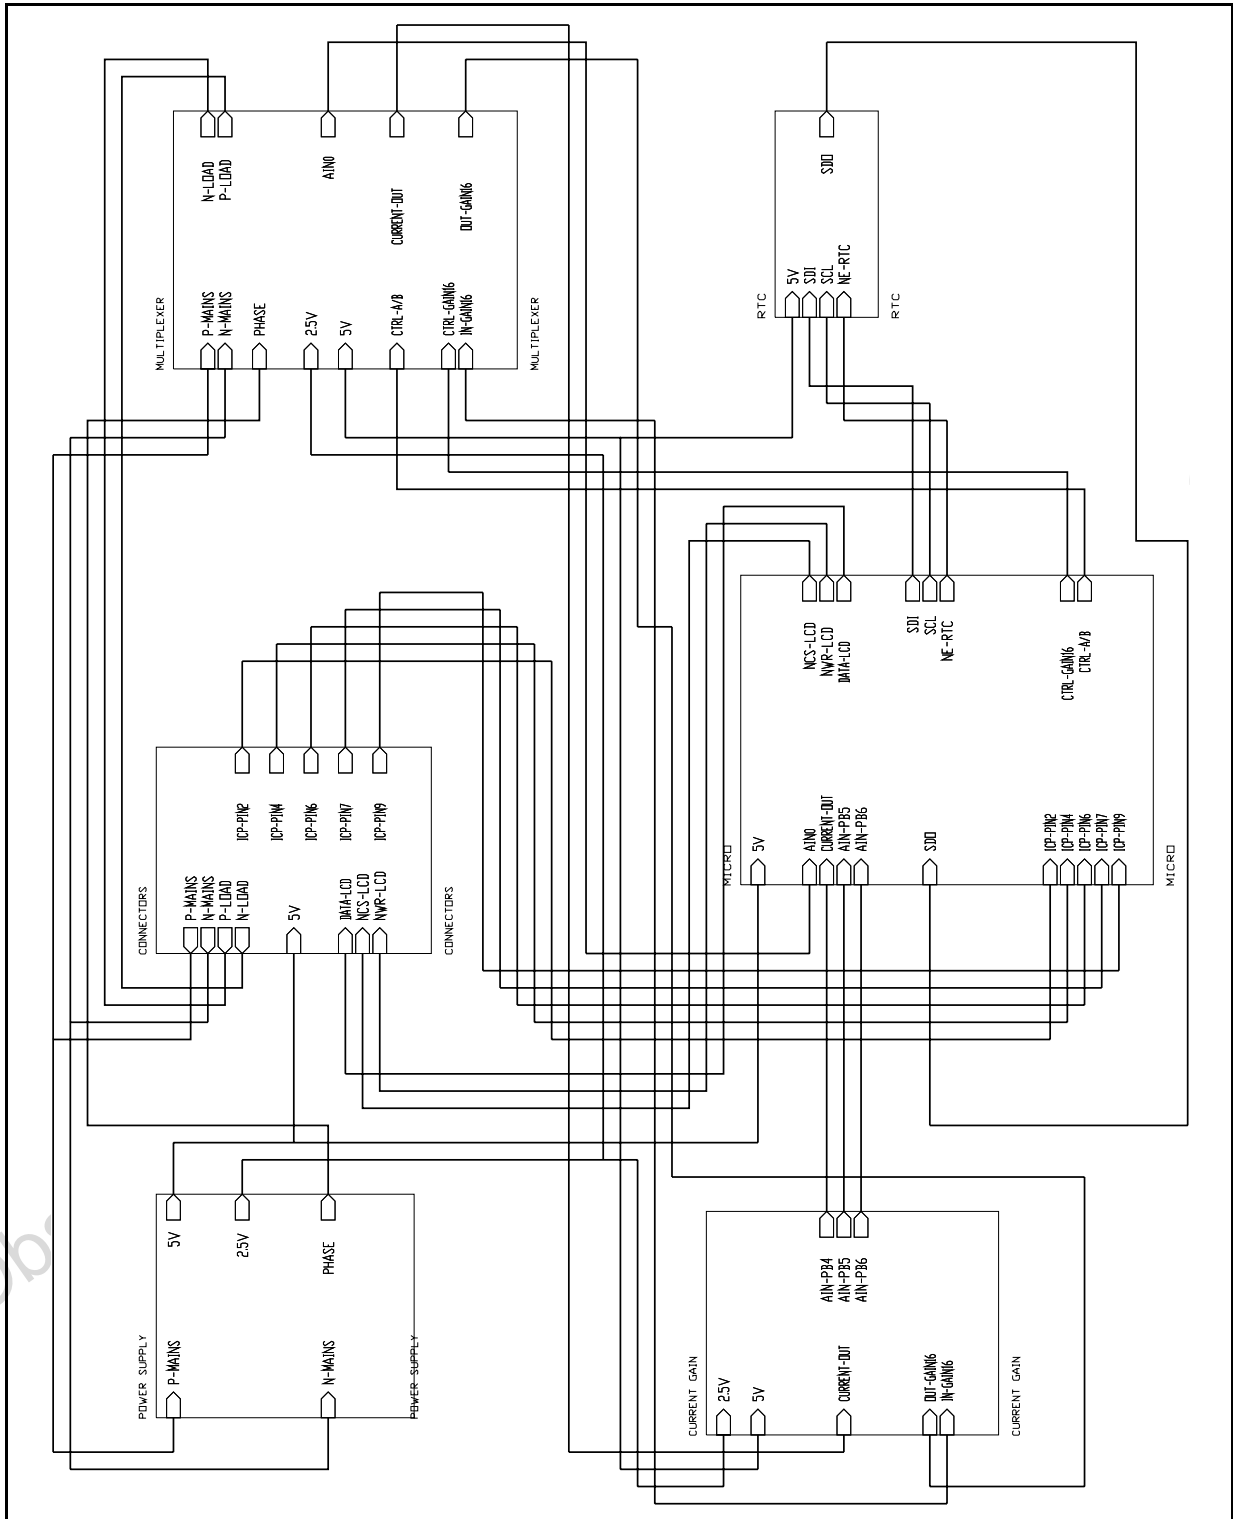 N-LOAD
P-LOAD
AIN0
CURRENT-OUT
OUT-GAIN16
MULTIPLEXER
P-MAINS
N-MAINS
PHASE
2.5V
5V
CTRL-A/B
CTRL-GAIN16
IN-GAIN16
MULTIPLEXER
SDO
RTC
5V
SDI
SCL
NE-RTC
RTC
NCS-LCD
NWR-LCD
DATA-LCD
SDI
SCL
NE-RTC
CTRL-GAIN16
CTRL-A/B
MICRO
5V
AIN0
CURRENT-OUT
AIN-PB5
AIN-PB6
SDO
ICP-PIN2
ICP-PIN4
ICP-PIN6
ICP-PIN7
ICP-PIN9
MICRO
ICP-PIN2
ICP-PIN4
ICP-PIN6
ICP-PIN7
ICP-PIN9
CONNECTORS
P-MAINS
N-MAINS
P-LOAD
N-LOAD
5V
DATA-LCD
NCS-LCD
NWR-LCD
CONNECTORS
5V
2.5V
PHASE
POWER SUPPLY
P-MAINS
N-MAINS
POWER SUPPLY
AIN-PB4
AIN-PB5
AIN-PB6
CURRENT GAIN
2.5V
5V
CURRENT-OUT
OUT-GAIN16
IN-GAIN16
CURRENT GAIN